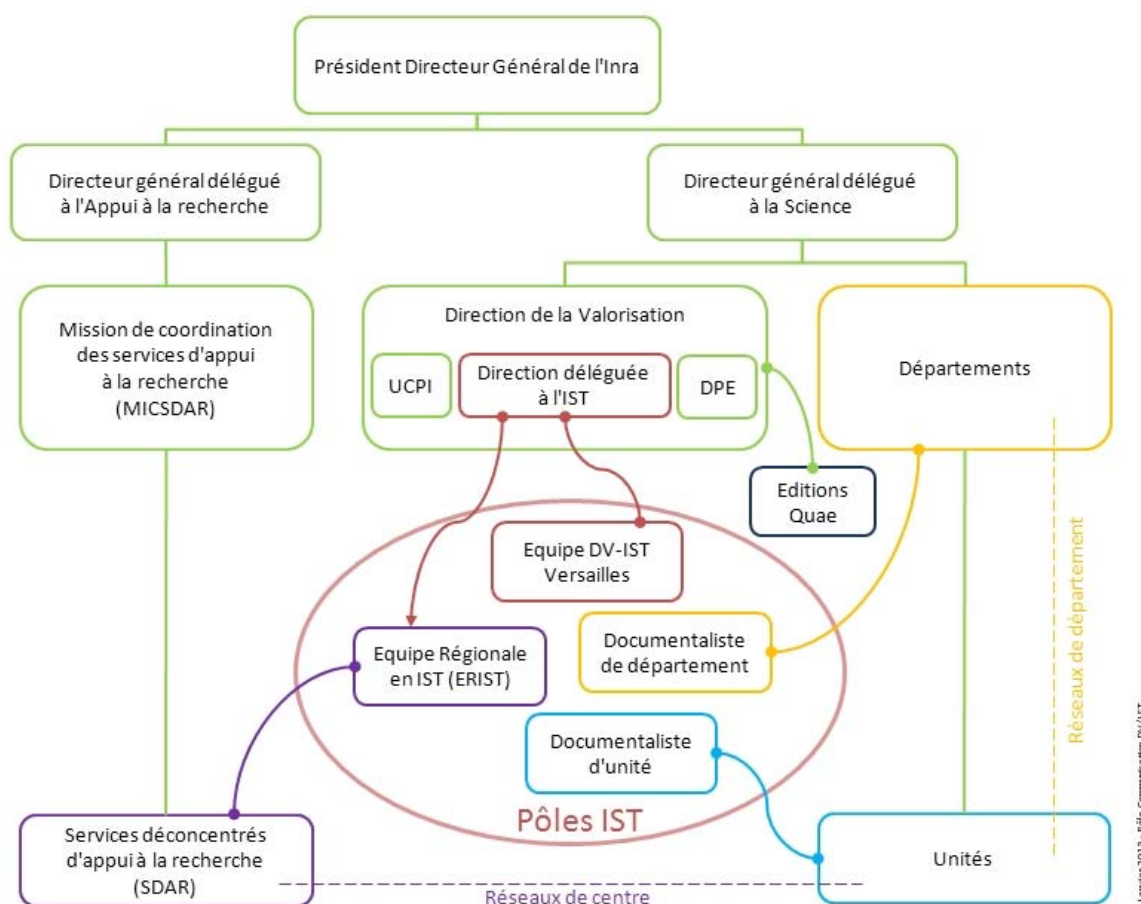 Président Directeur Général de l'Inra
Directeur général délégué
à l'Appui à la recherche
Directeur général délégué
à la Science
Mission de coordination
des services d'appui
à la recherche
(MICSDAR)
Direction de la Valorisation
UCPI
Direction déléguée
à l'IST
DPE
Départements
Editions
Quae
Equipe DV-IST
Versailles
Equipe Régionale
en IST (ERIST)
Documentaliste
de département
Documentaliste
d'unité
Pôles IST
Réseaux de département
Services déconcentrés
d'appui à la recherche
(SDAR)
Unités
Réseaux de centre